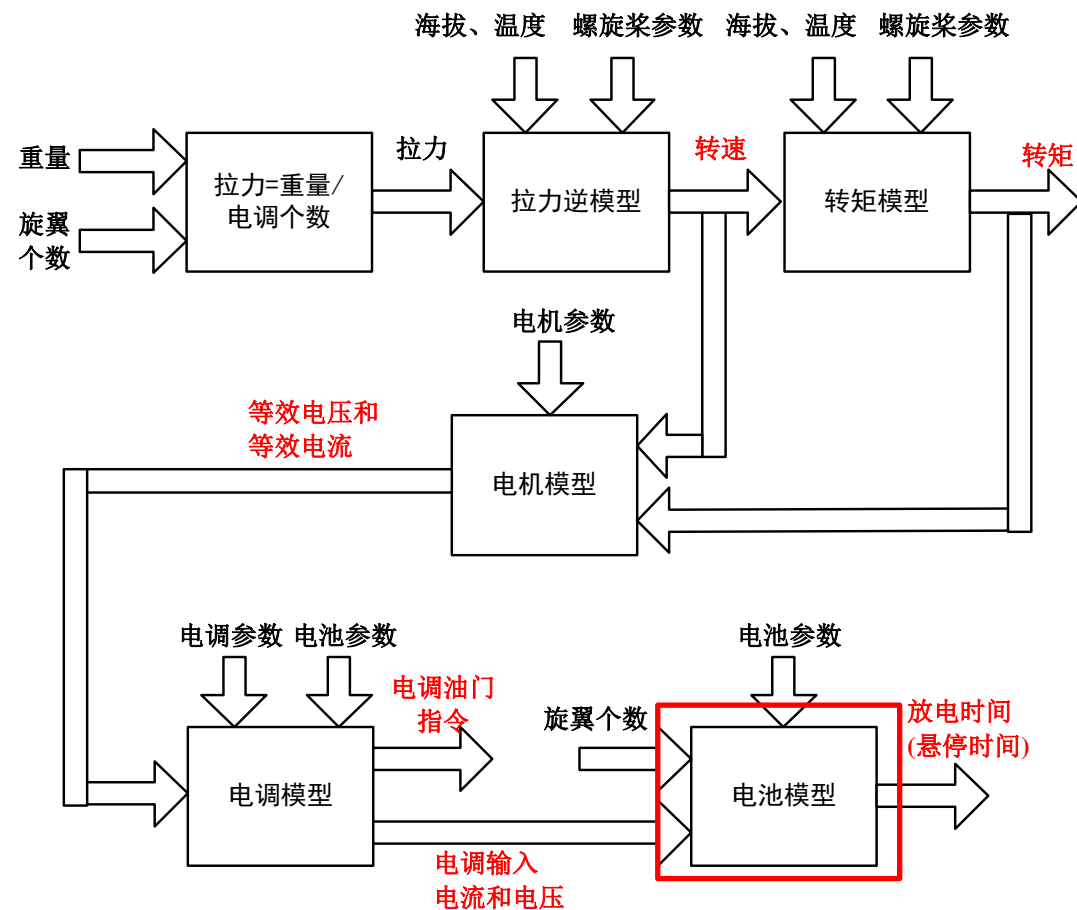 海拔、温度 螺旋桨参数 海拔、温度 螺旋桨参数
重量
旋翼
个数
拉力=重量/
电调个数
拉力
拉力逆模型
转速
转矩模型
转矩
电机参数
等效电压和
等效电流
电机模型
电调参数 电池参数
电调油门
指令
电调模型
电调输入
电流和电压
旋翼个数
电池参数
电池模型
放电时间
(悬停时间)